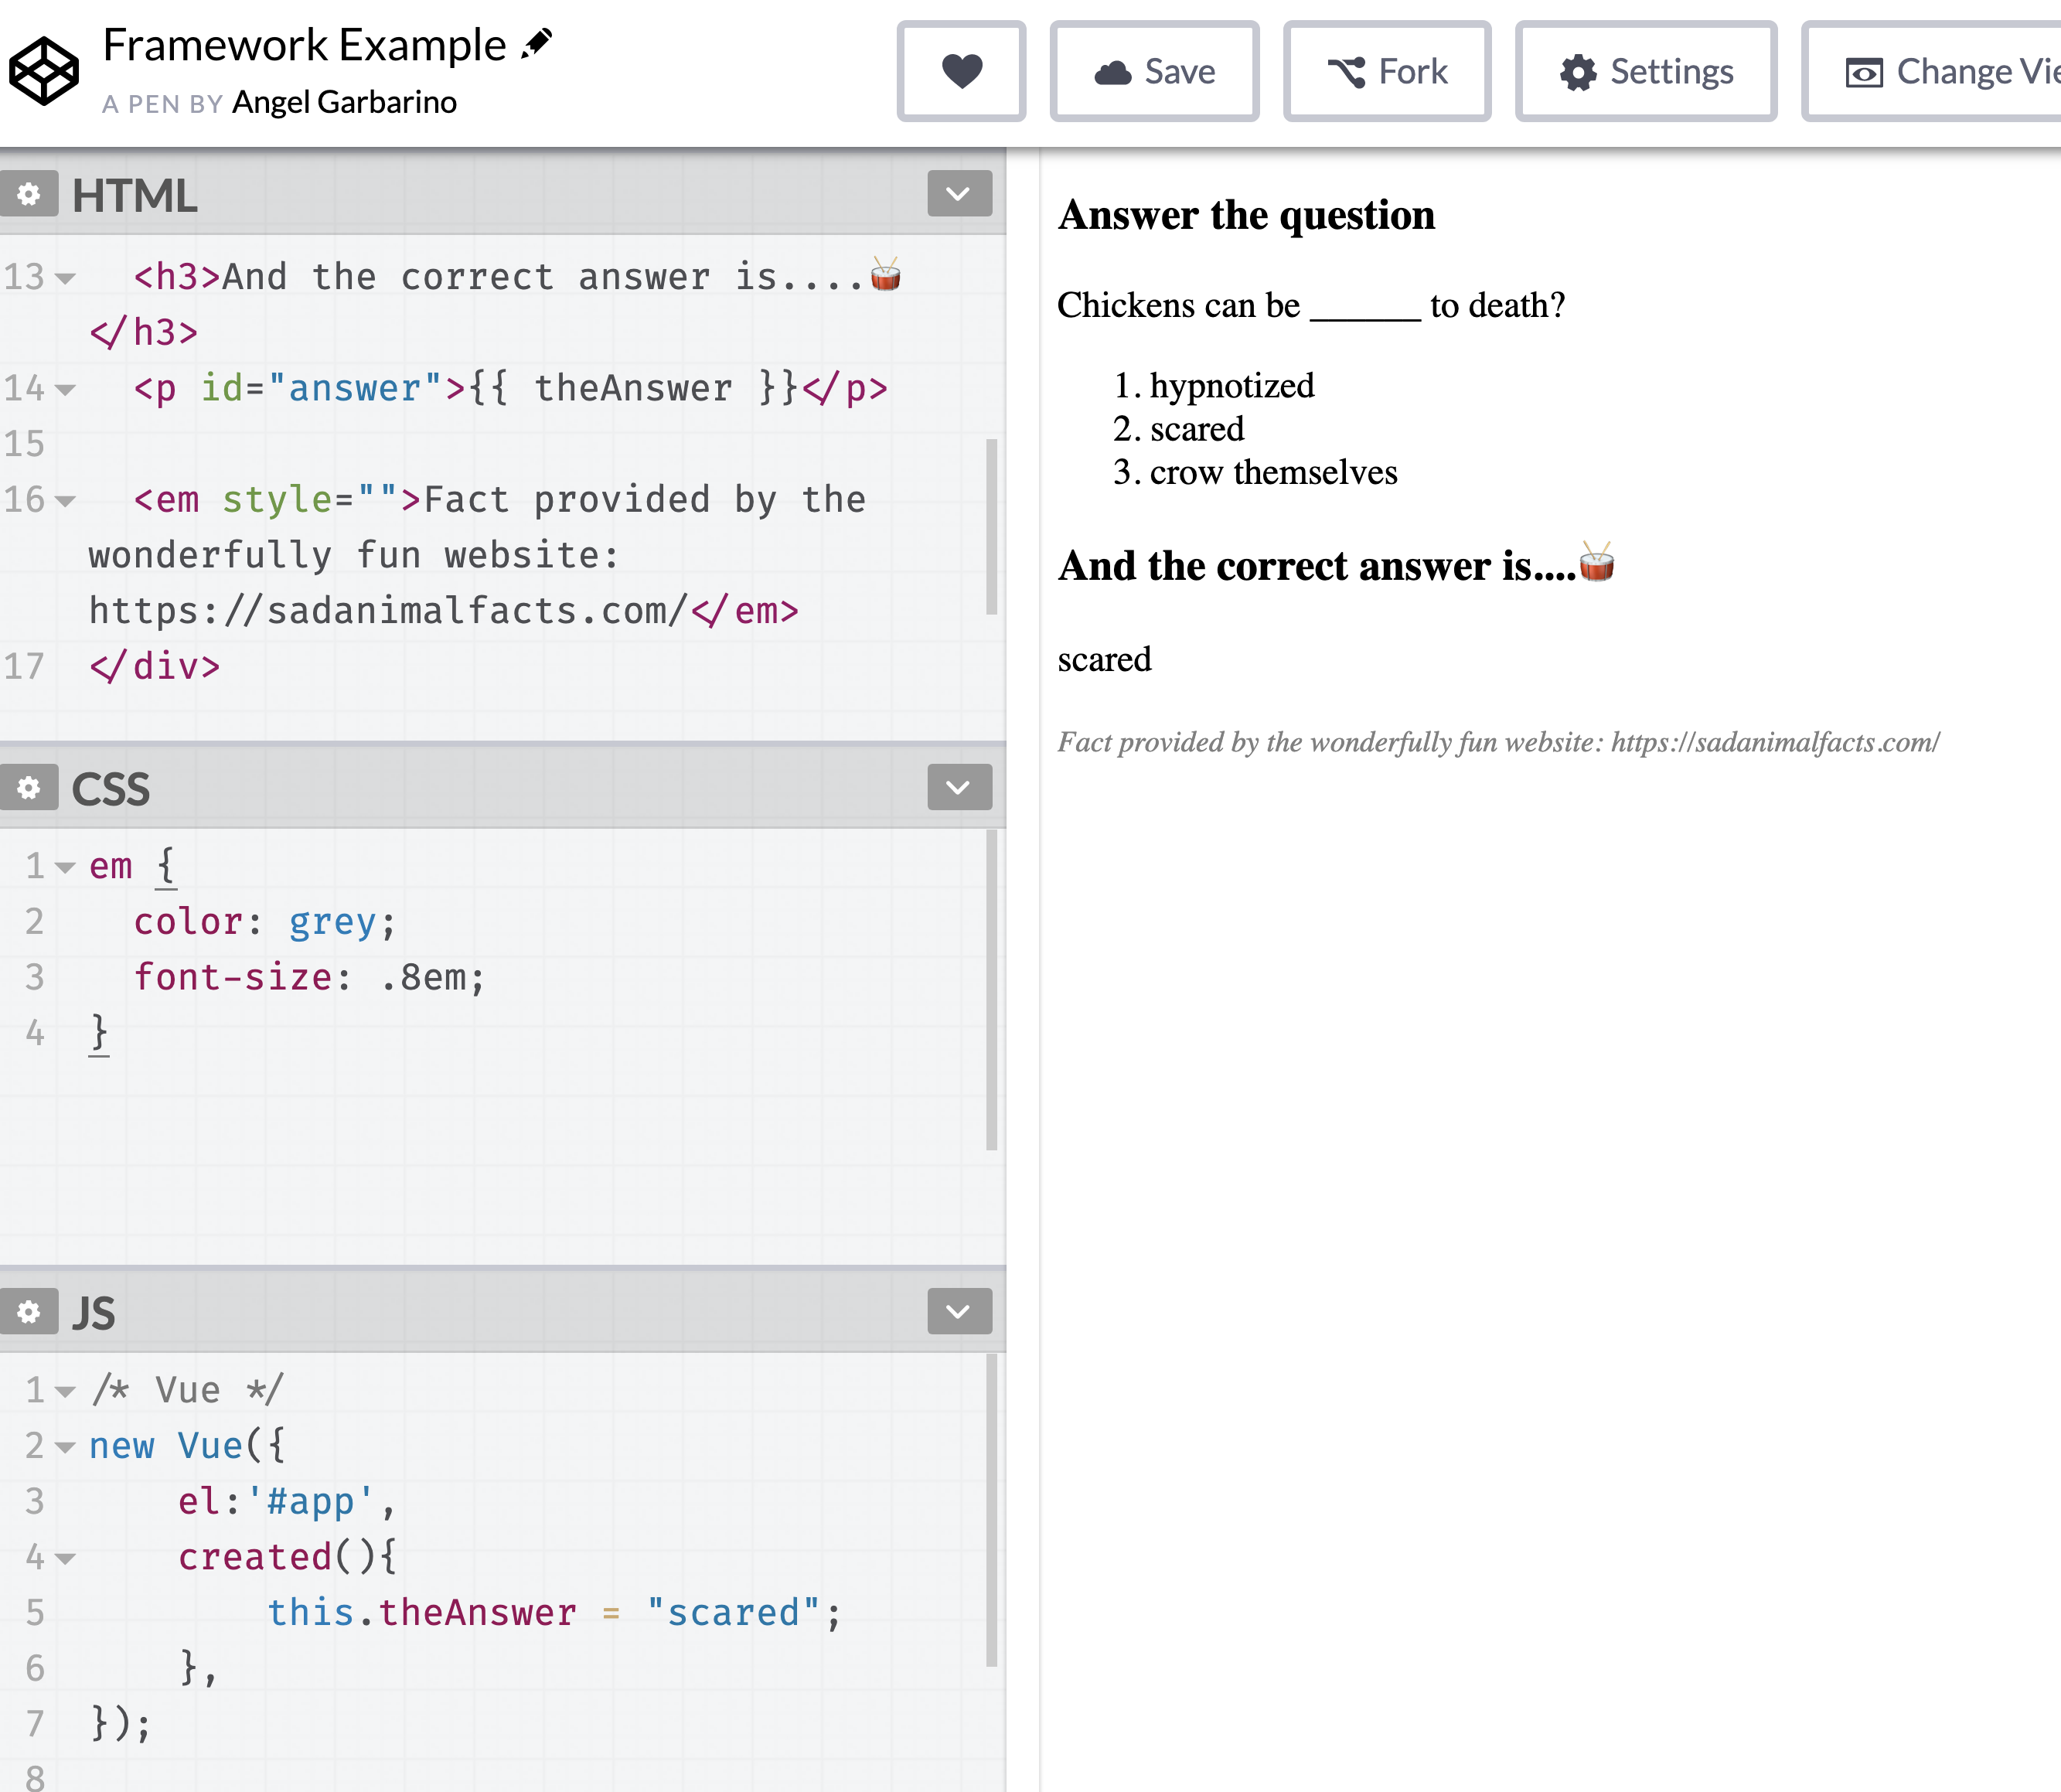 Framework Example
A PEN BY Angel Garbarino
Save
Fork
Settings
Change Vie
HTML
13 <h3>And the correct answer is....🥁
</h3>
14 <p id="answer">{{ theAnswer }}</p>
15
16 <em style="">Fact provided by the
wonderfully fun website:
https://sadanimalfacts.com/</em>
17 </div>
CSS
1 em {
2 color: grey;
3 font-size: .8em;
4 }
JS
1 /* Vue */
2 new Vue({
3 el:'#app',
4 created(){
5 this.theAnswer = "scared";
6 },
7 });
8
Answer the question
Chickens can be ______ to death?
1. hypnotized
2. scared
3. crow themselves
And the correct answer is....🥁
scared
Fact provided by the wonderfully fun website: https://sadanimalfacts.com/